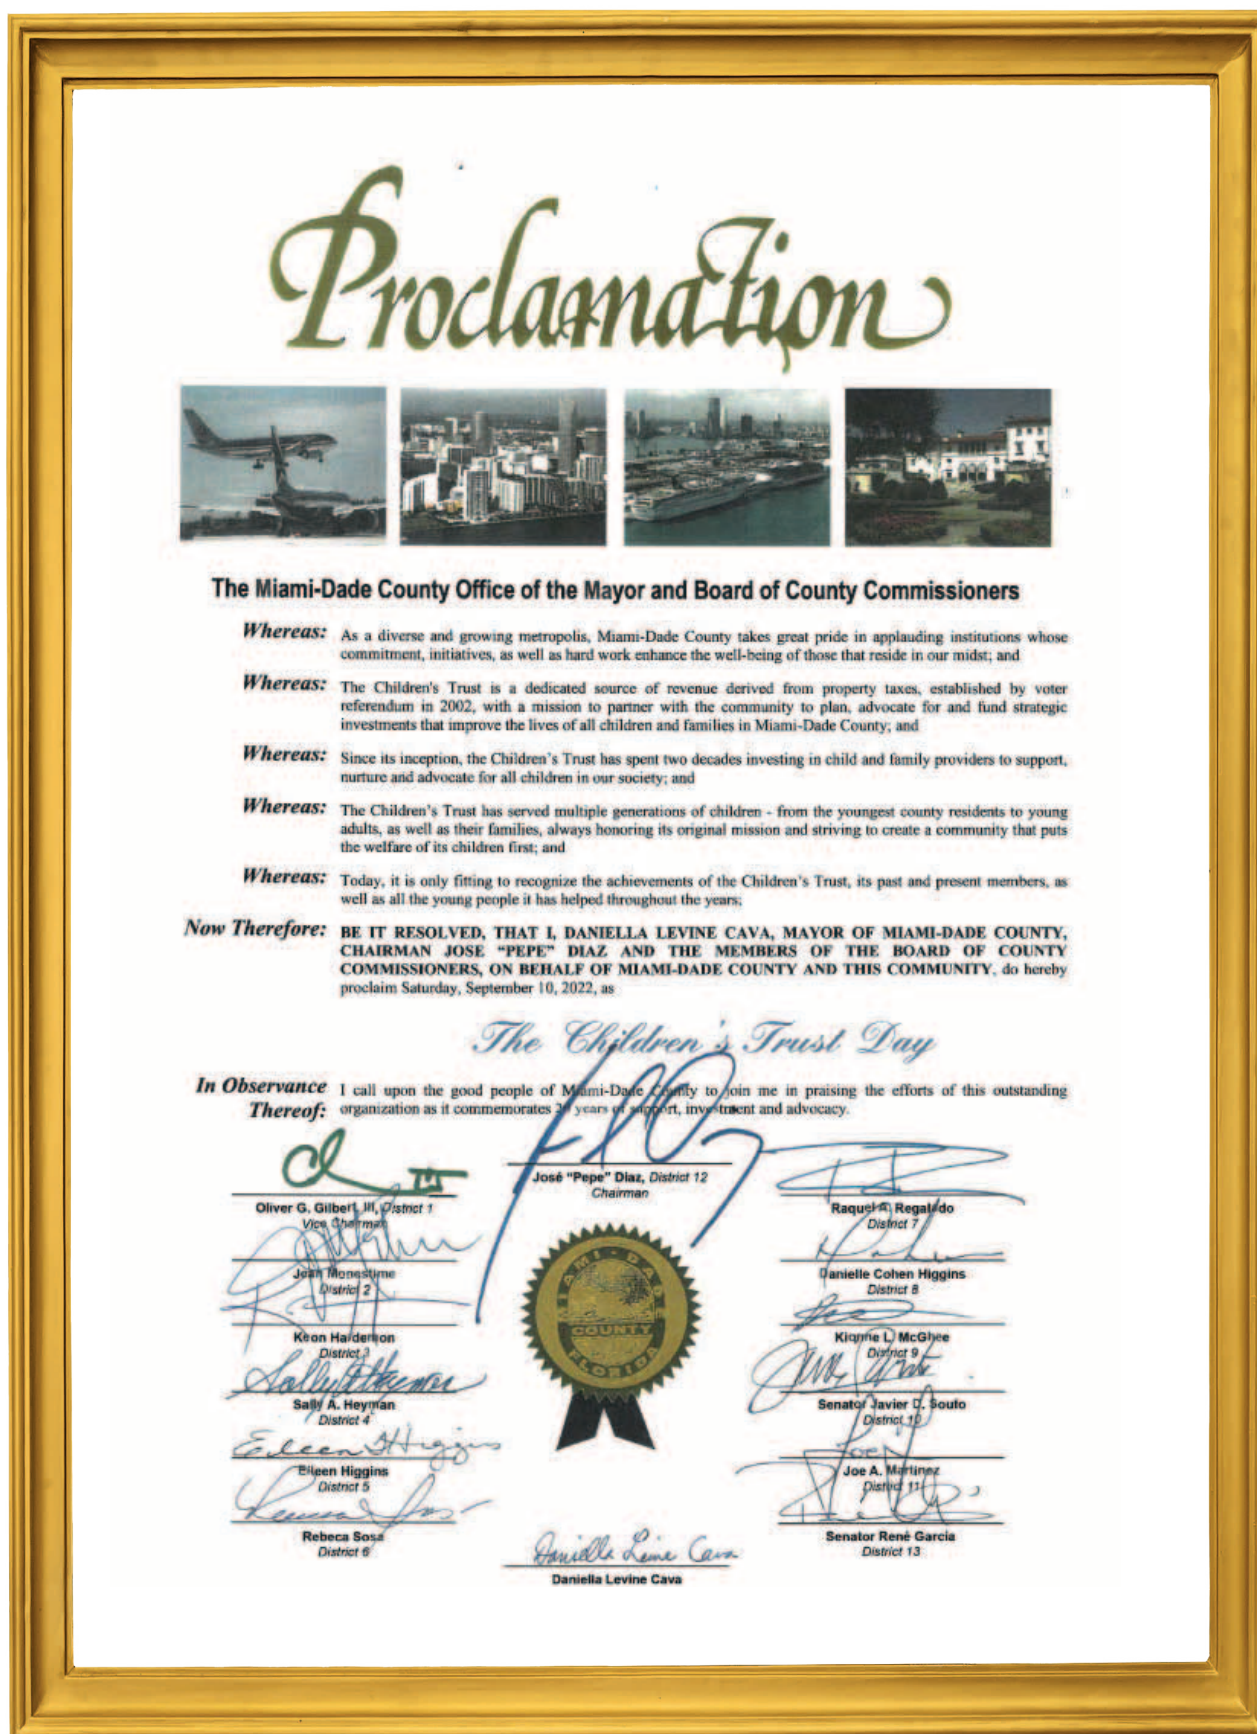 Proclamation
The Miami-Dade County Office of the Mayor and Board of County Commissioners
Whereas: As a diverse and growing metropolis, Miami-Dade County takes great pride in applauding institutions whose
commitment, initiatives, as well as hard work enhance the well-being of those that reside in our midst; and
Whereas: The Children's Trust is a dedicated source of revenue derived from property taxes, established by voter
referendum in 2002, with a mission to partner with the community to plan, advocate for and fund strategic
investments that improve the lives of all children and families in Miami-Dade County; and
Whereas: Since its inception, the Children's Trust has spent two decades investing in child and family providers to support,
nurture and advocate for all children in our society; and
Whereas: The Children's Trust has served multiple generations of children - from the youngest county residents to young
adults, as well as their families, always honoring its original mission and striving to create a community that puts
the welfare of its children first; and
Whereas: Today, it is only fitting to recognize the achievements of the Children's Trust, its past and present members, as
well as all the young people it has helped throughout the years;
Now Therefore: BE IT RESOLVED, THAT I, DANIELLA LEVINE CAVA, MAYOR OF MIAMI-DADE COUNTY,
CHAIRMAN JOSE "PEPE" DIAZ AND THE MEMBERS OF THE BOARD OF COUNTY
COMMISSIONERS, ON BEHALF OF MIAMI-DADE COUNTY AND THIS COMMUNITY, do hereby
proclaim Saturday, September 10, 2022, as
The Children's Trust Day
In Observance I call upon the good people of Miami-Dade County to join me in praising the efforts of this outstanding
Thereof: organization as it commemorates 20 years of support, investment and advocacy.
José "Pepe" Diaz, District 12
Chairman
Oliver G. Gilbert, III, District 1
Vice Chairman
Jean Monestime
District 2
Keon Hardemon
District 3
Sally A. Heyman
Sally A. Heyman
District 4
Eileen Higgins
Eileen Higgins
District 5
Rebeca Sosa
District 6
MIAMI-DADE
COUNTY
FLORIDA
Daniella Levine Cava
Daniella Levine Cava
Raquel A. Regalado
District 7
Danielle Cohen Higgins
District 8
Kionne L. McGhee
District 9
Senator Javier D. Souto
District 10
Joe A. Martinez
District 11
Senator René Garcia
District 13